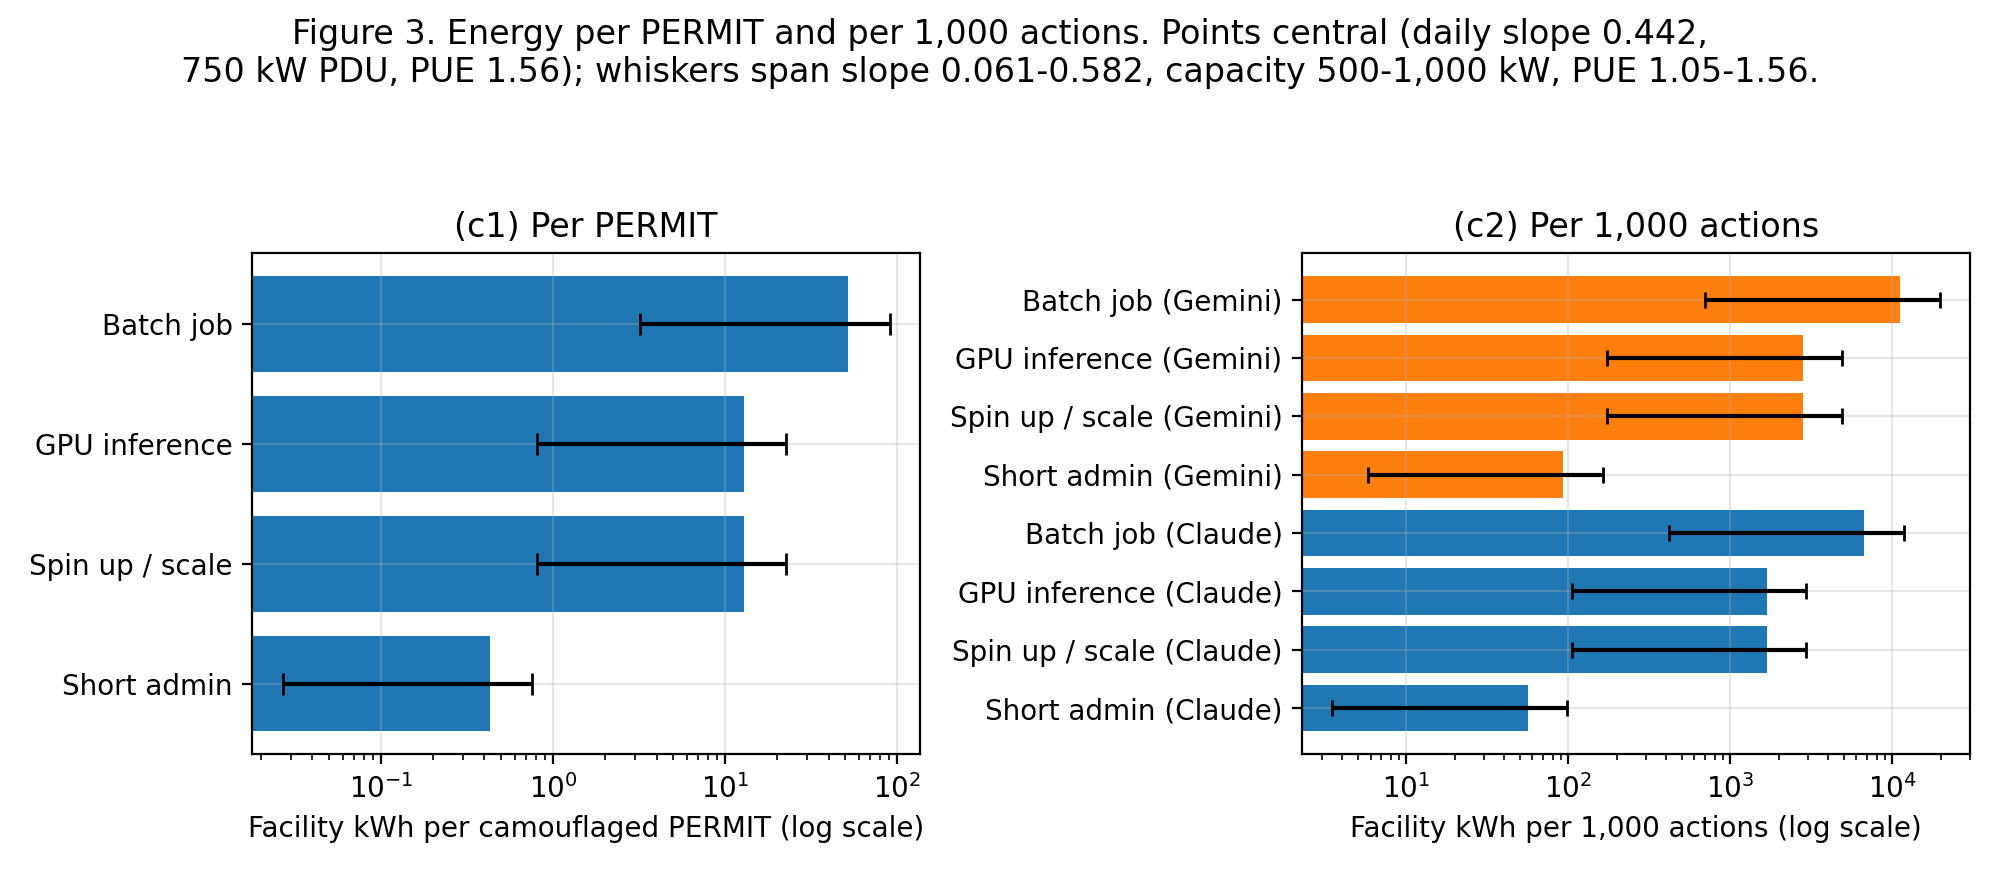 Figure 3. Energy per PERMIT and per 1,000 actions. Points central (daily slope 0.442,
750 kW PDU, PUE 1.56); whiskers span slope 0.061-0.582, capacity 500-1,000 kW, PUE 1.05-1.56.
(c1) Per PERMIT
Batch job
GPU inference
Spin up / scale
Short admin
10⁻¹ 10⁰ 10¹ 10²
Facility kWh per camouflaged PERMIT (log scale)
(c2) Per 1,000 actions
Batch job (Gemini)
GPU inference (Gemini)
Spin up / scale (Gemini)
Short admin (Gemini)
Batch job (Claude)
GPU inference (Claude)
Spin up / scale (Claude)
Short admin (Claude)
10¹ 10² 10³ 10⁴
Facility kWh per 1,000 actions (log scale)